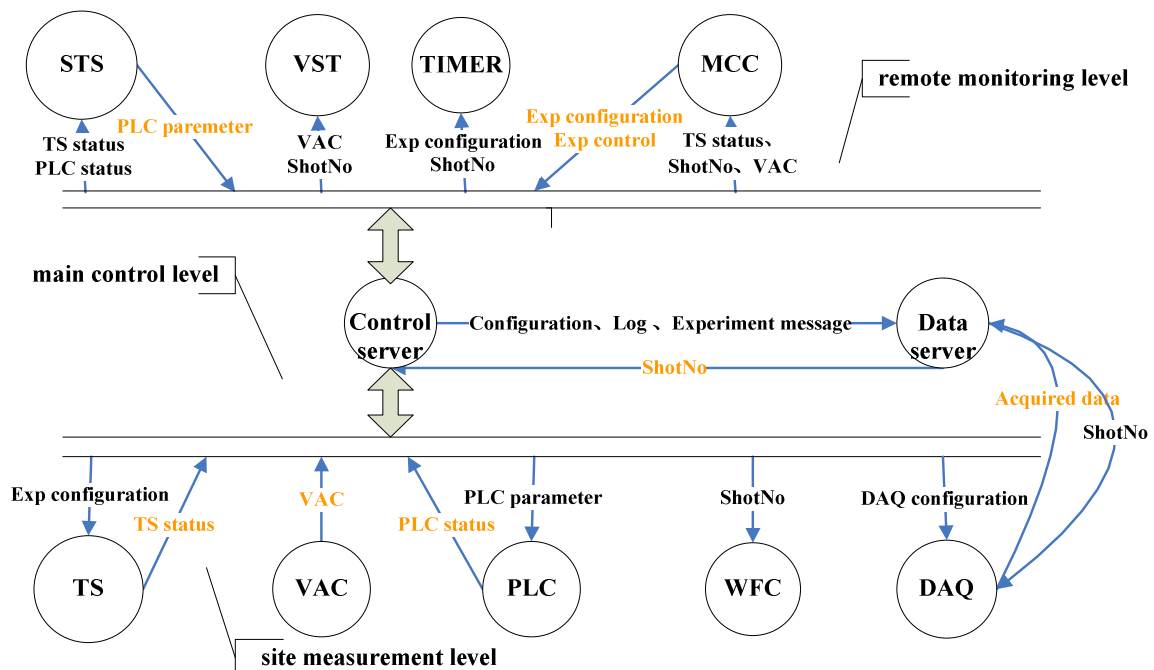 STS
VST
TIMER
MCC
remote monitoring level
PLC paremeter
Exp configuration
Exp control
TS status
PLC status
VAC
ShotNo
Exp configuration
ShotNo
TS status、
ShotNo、VAC
main control level
Control
server
Configuration、Log 、Experiment message
Data
server
ShotNo
Acquired data
ShotNo
Exp configuration
TS status
VAC
PLC status
PLC parameter
ShotNo
DAQ configuration
TS
VAC
PLC
WFC
DAQ
site measurement level